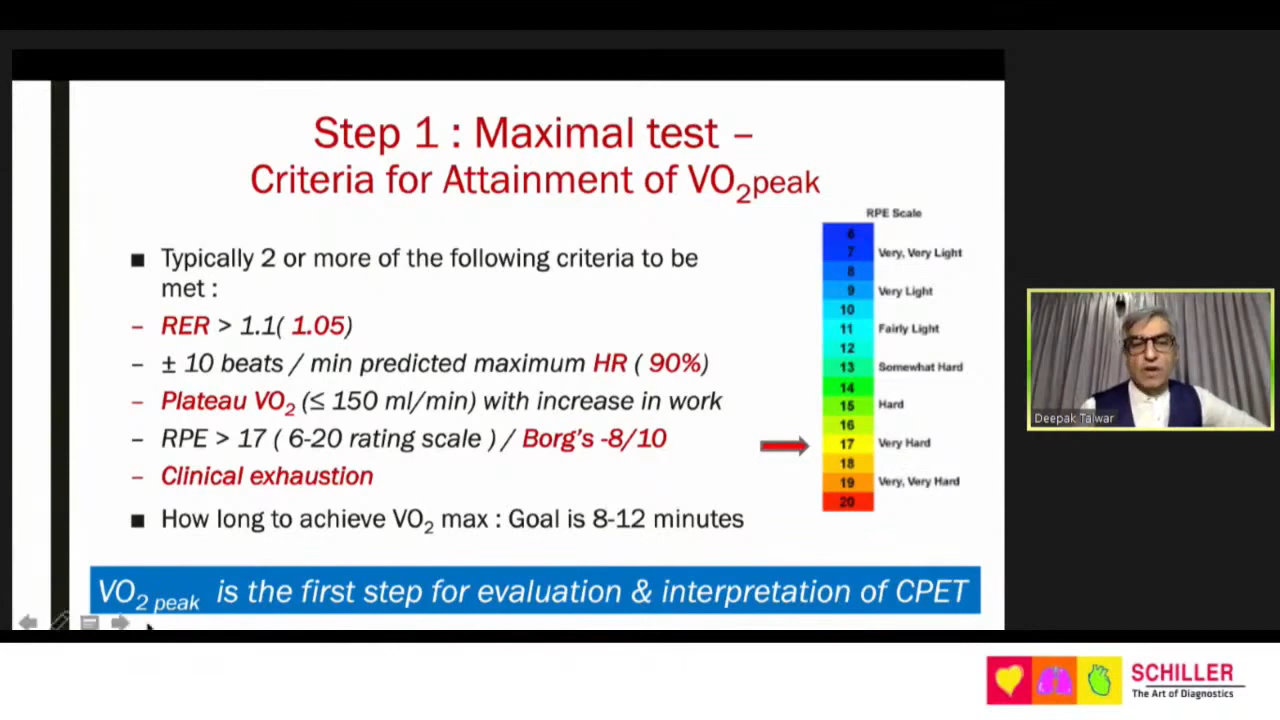 Step 1 : Maximal test –
Criteria for Attainment of VO2peak
■ Typically 2 or more of the following criteria to be
met :
– RER > 1.1( 1.05)
– ± 10 beats / min predicted maximum HR ( 90%)
– Plateau VO2 (≤ 150 ml/min) with increase in work
– RPE > 17 ( 6-20 rating scale ) / Borg's -8/10
– Clinical exhaustion
■ How long to achieve VO2 max : Goal is 8-12 minutes
RPE Scale
6
7 Very, Very Light
8
9 Very Light
10
11 Fairly Light
12
13 Somewhat Hard
14
15 Hard
16
17 Very Hard
18
19 Very, Very Hard
20
VO2 peak is the first step for evaluation & interpretation of CPET
Deepak Talwar
SCHILLER
The Art of Diagnostics